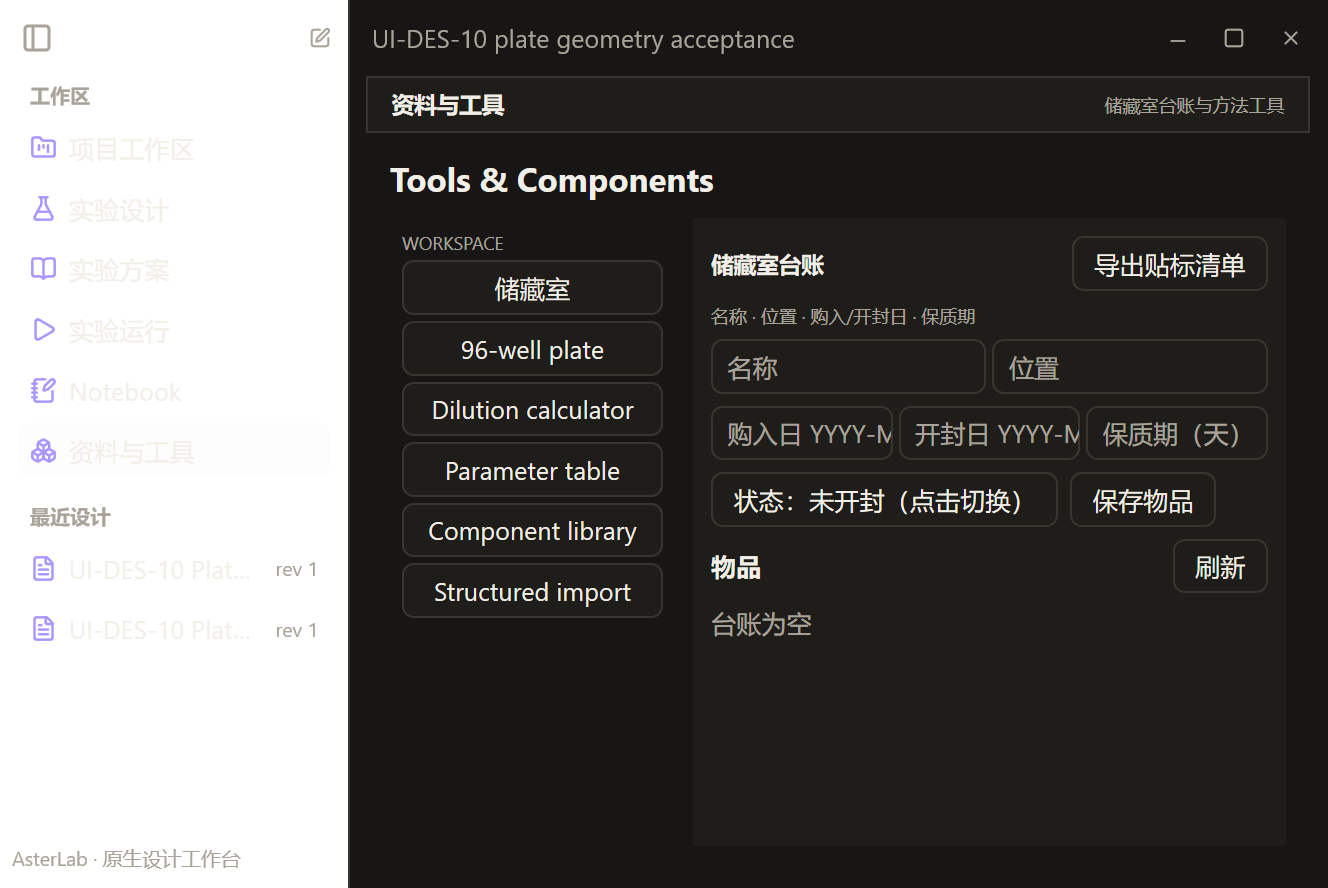 工作区
项目工作区
实验设计
实验方案
实验运行
Notebook
资料与工具
最近设计
UI-DES-10 Plat... rev 1
UI-DES-10 Plat... rev 1
AsterLab · 原生设计工作台
UI-DES-10 plate geometry acceptance
资料与工具 储藏室台账与方法工具
Tools & Components
WORKSPACE
储藏室
96-well plate
Dilution calculator
Parameter table
Component library
Structured import
储藏室台账 导出贴标清单
名称 · 位置 · 购入/开封日 · 保质期
名称 位置
购入日 YYYY-M 开封日 YYYY-M 保质期（天）
状态：未开封（点击切换） 保存物品
物品 刷新
台账为空